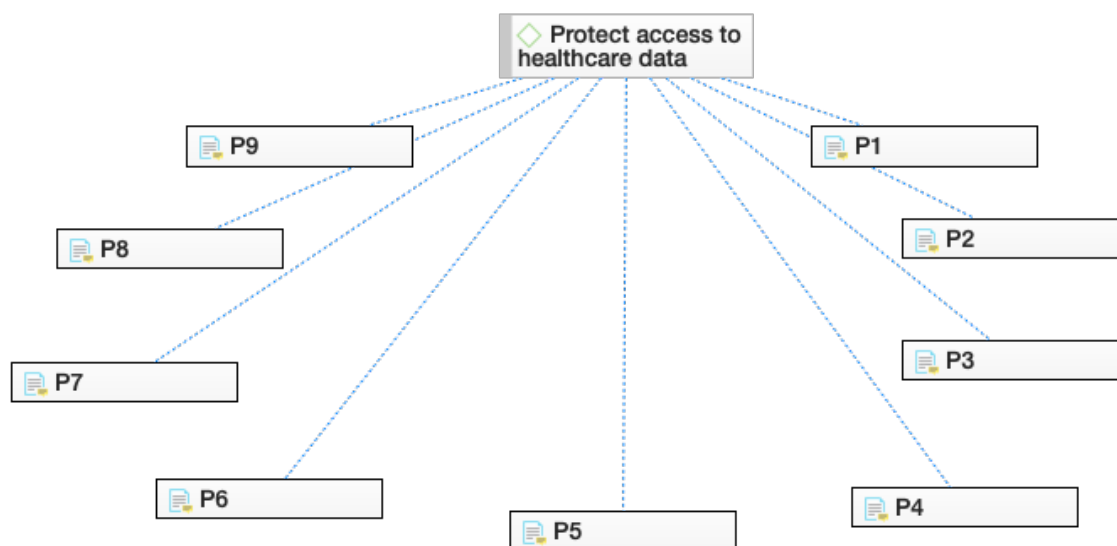 Protect access to
healthcare data
P9
P1
P8
P2
P7
P3
P6
P4
P5